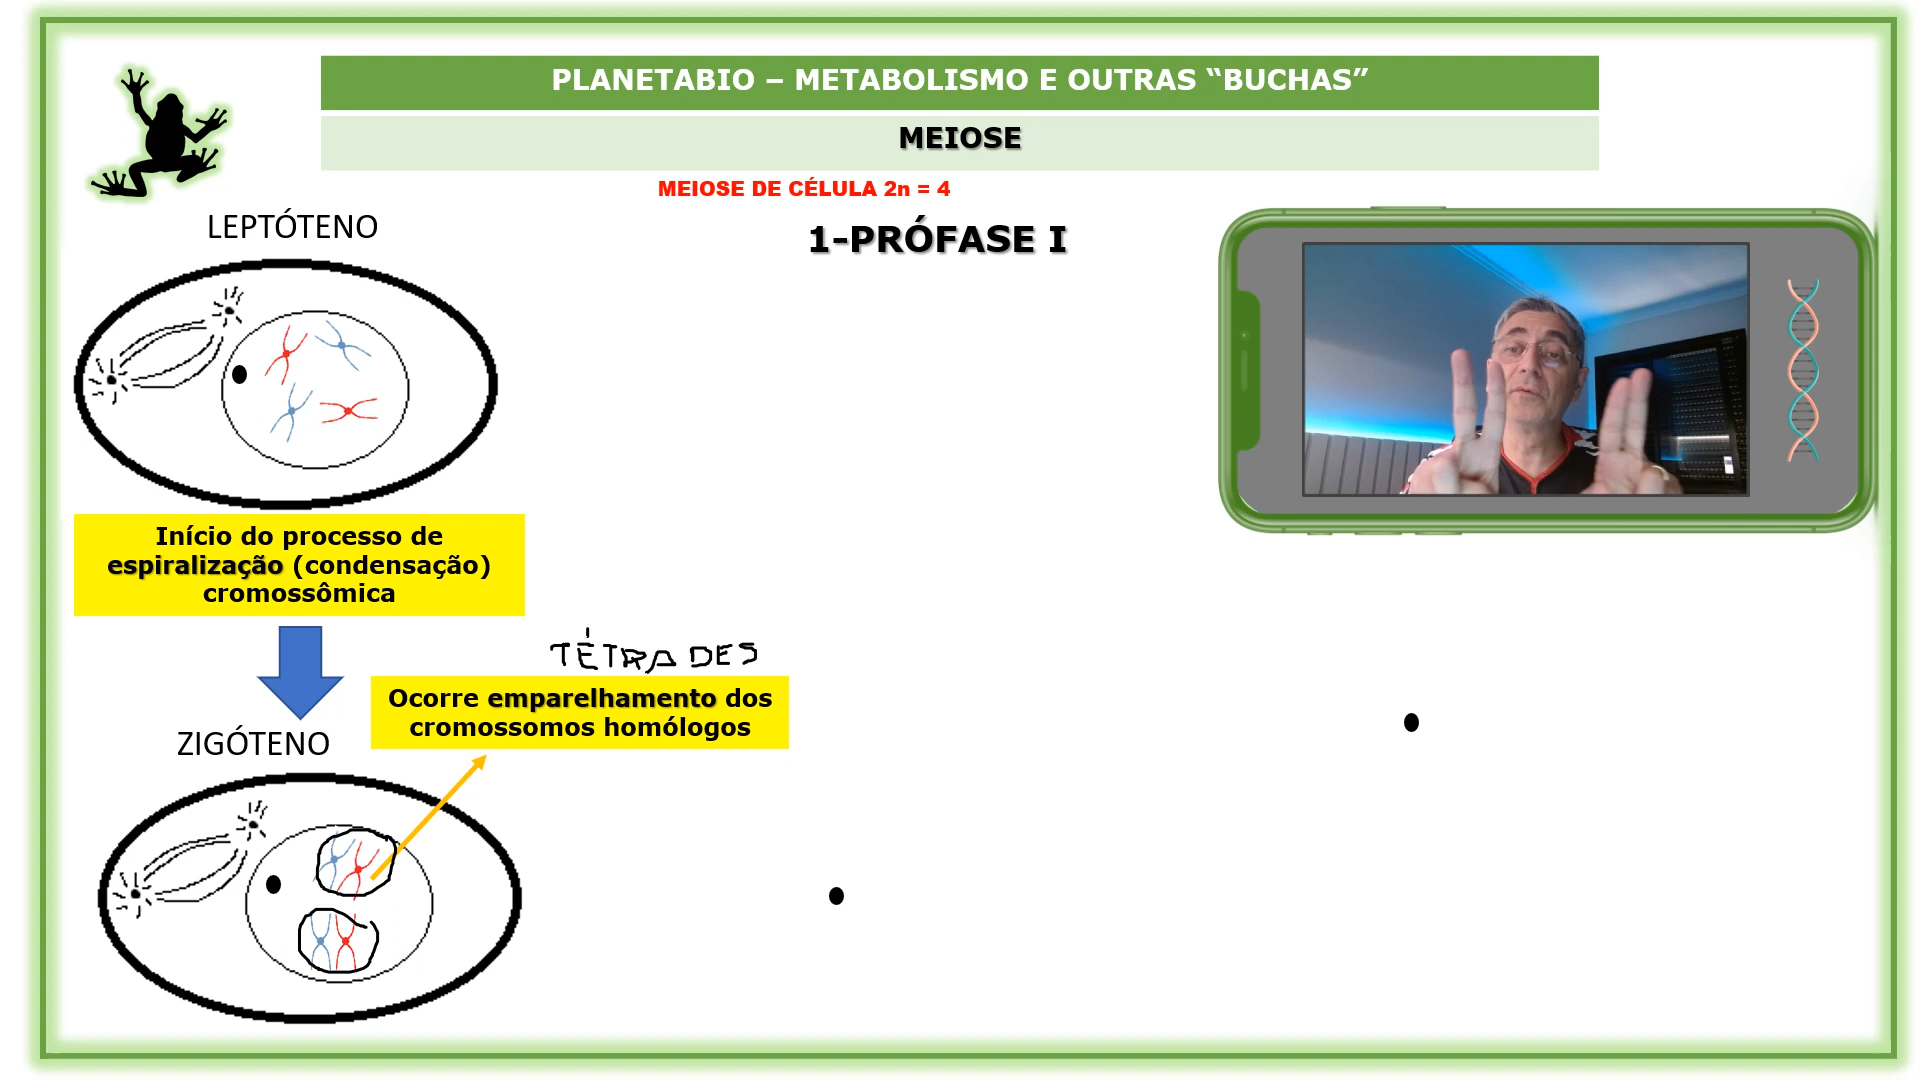 PLANETABIO – METABOLISMO E OUTRAS “BUCHAS”
MEIOSE
MEIOSE DE CÉLULA 2n = 4
1-PRÓFASE I
LEPTÓTENO
Início do processo de
espiralização (condensação)
cromossômica
TÉTRADES
Ocorre emparelhamento dos
cromossomos homólogos
ZIGÓTENO